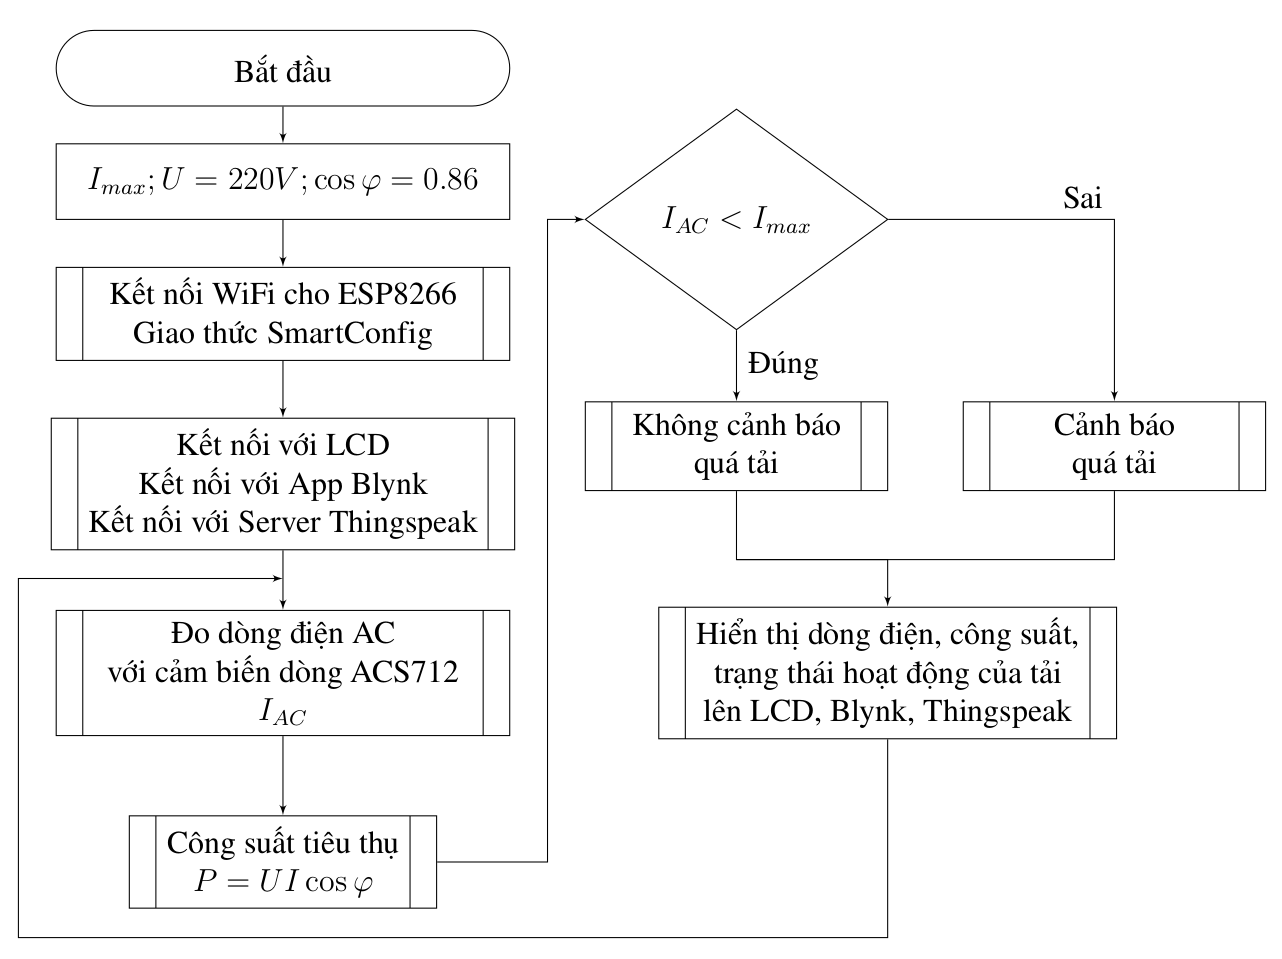 Bắt đầu
I_{max}; U = 220V; cos φ = 0.86
Kết nối WiFi cho ESP8266
Giao thức SmartConfig
Kết nối với LCD
Kết nối với App Blynk
Kết nối với Server Thingspeak
Đo dòng điện AC
với cảm biến dòng ACS712
I_{AC}
Công suất tiêu thụ
P = UI cos φ
I_{AC} < I_{max}
Sai
Đúng
Không cảnh báo
quá tải
Cảnh báo
quá tải
Hiển thị dòng điện, công suất,
trạng thái hoạt động của tải
lên LCD, Blynk, Thingspeak